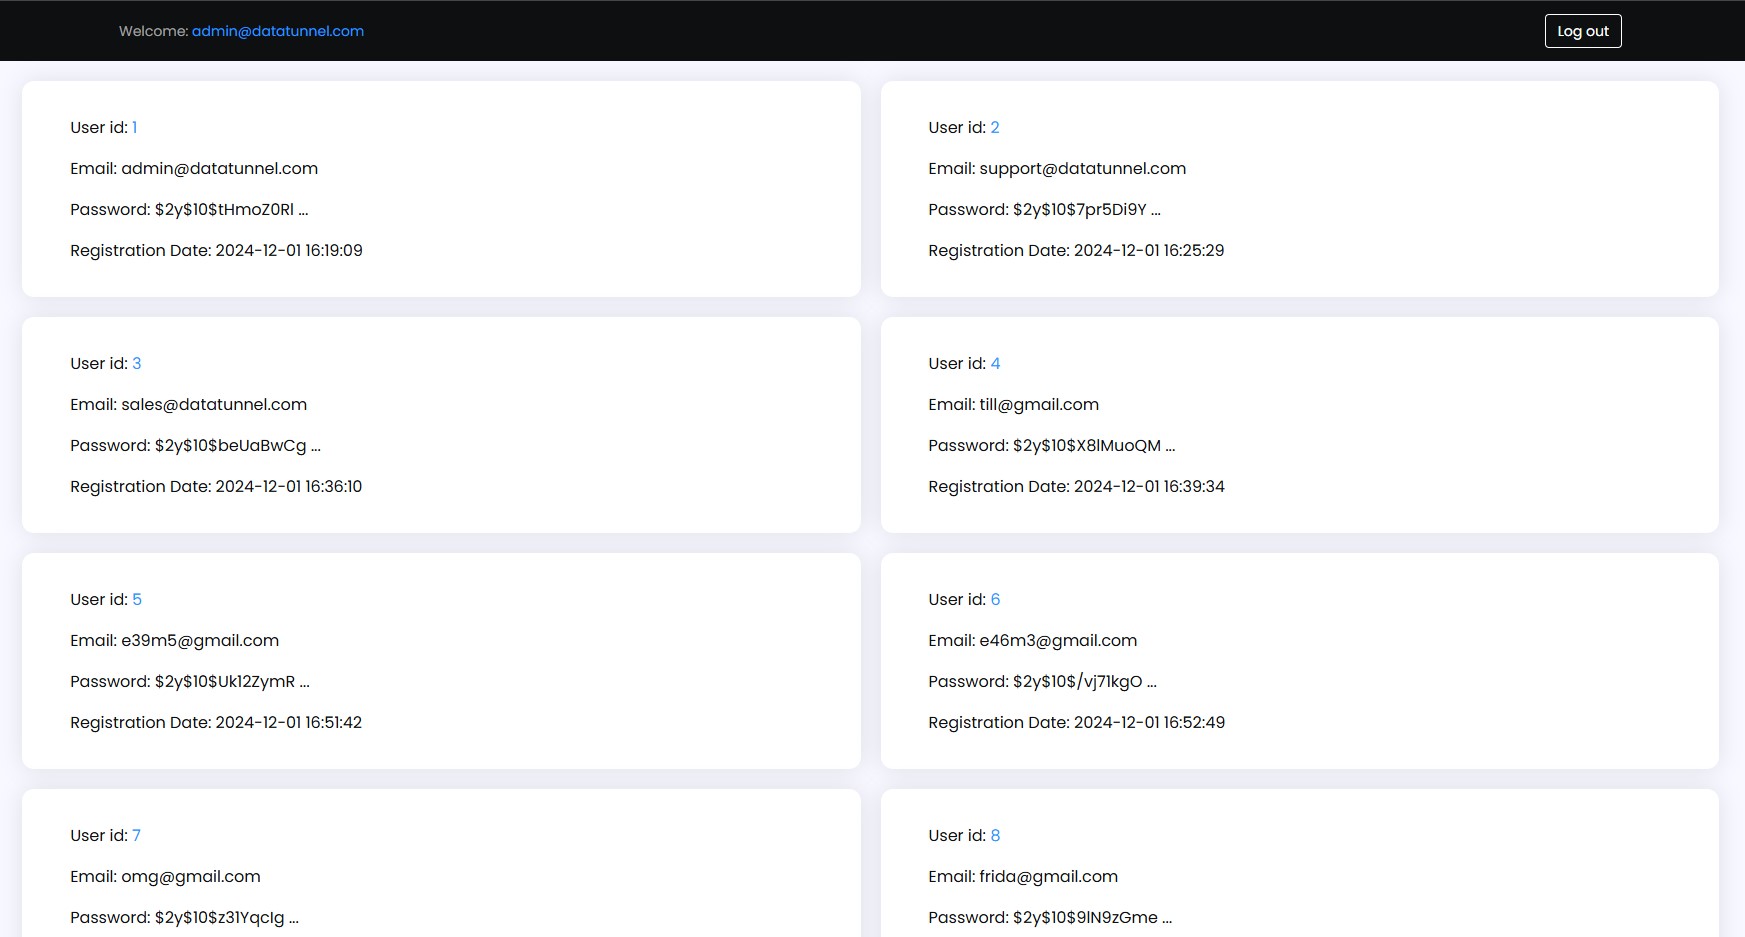 Welcome: admin@datatunnel.com
Log out
User id: 1
Email: admin@datatunnel.com
Password: $2y$10$tHmoZ0Rl ...
Registration Date: 2024-12-01 16:19:09
User id: 2
Email: support@datatunnel.com
Password: $2y$10$7pr5Di9Y ...
Registration Date: 2024-12-01 16:25:29
User id: 3
Email: sales@datatunnel.com
Password: $2y$10$beUaBwCg ...
Registration Date: 2024-12-01 16:36:10
User id: 4
Email: till@gmail.com
Password: $2y$10$X8lMuoQM ...
Registration Date: 2024-12-01 16:39:34
User id: 5
Email: e39m5@gmail.com
Password: $2y$10$Uk12ZymR ...
Registration Date: 2024-12-01 16:51:42
User id: 6
Email: e46m3@gmail.com
Password: $2y$10$/vj71kgO ...
Registration Date: 2024-12-01 16:52:49
User id: 7
Email: omg@gmail.com
Password: $2y$10$z31YqcIg ...
User id: 8
Email: frida@gmail.com
Password: $2y$10$9lN9zGme ...